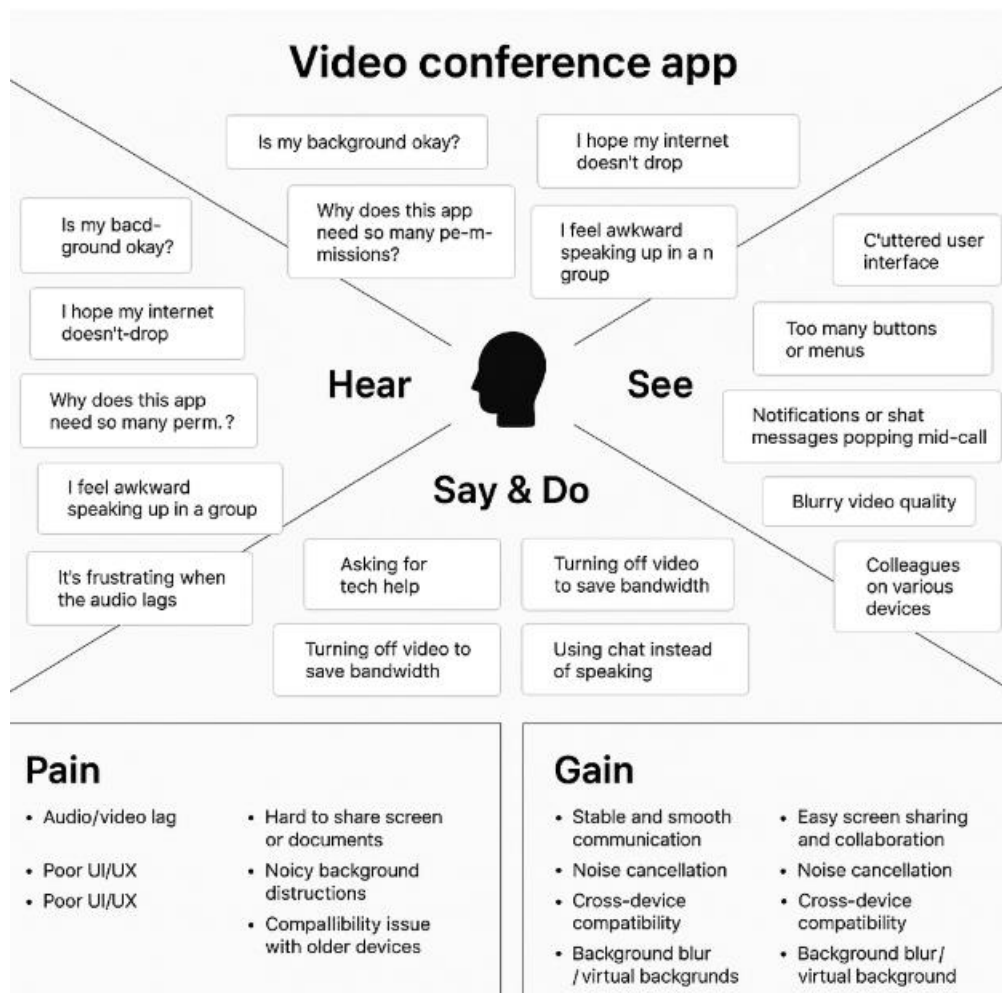 Video conference app
Is my background okay?
I hope my internet
doesn't drop
Why does this app
need so many pe-m-
missions?
I feel awkward
speaking up in a n
group
Is my bacd-
ground okay?
I hope my internet
doesn't-drop
Why does this app
need so many perm.?
I feel awkward
speaking up in a group
It's frustrating when
the audio lags
Hear
See
C'uttered user
interface
Too many buttons
or menus
Notifications or shat
messages popping mid-call
Blurry video quality
Colleagues
on various
devices
Say & Do
Asking for
tech help
Turning off video
to save bandwidth
Turning off video to
save bandwidth
Using chat instead
of speaking
Pain
• Audio/video lag
• Poor UI/UX
• Poor UI/UX
• Hard to share screen
or documents
• Noicy background
distructions
• Compallibility issue
with older devices
Gain
• Stable and smooth
communication
• Noise cancellation
• Cross-device
compatibility
• Background blur
/ virtual backgrunds
• Easy screen sharing
and collaboration
• Noise cancellation
• Cross-device
compatibility
• Background blur/
virtual background